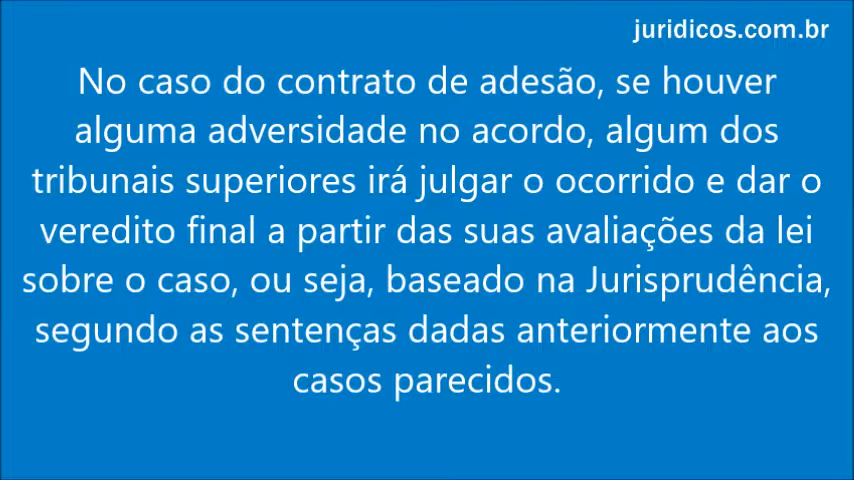 juridicos.com.br
No caso do contrato de adesão, se houver
alguma adversidade no acordo, algum dos
tribunais superiores irá julgar o ocorrido e dar o
veredito final a partir das suas avaliações da lei
sobre o caso, ou seja, baseado na Jurisprudência,
segundo as sentenças dadas anteriormente aos
casos parecidos.